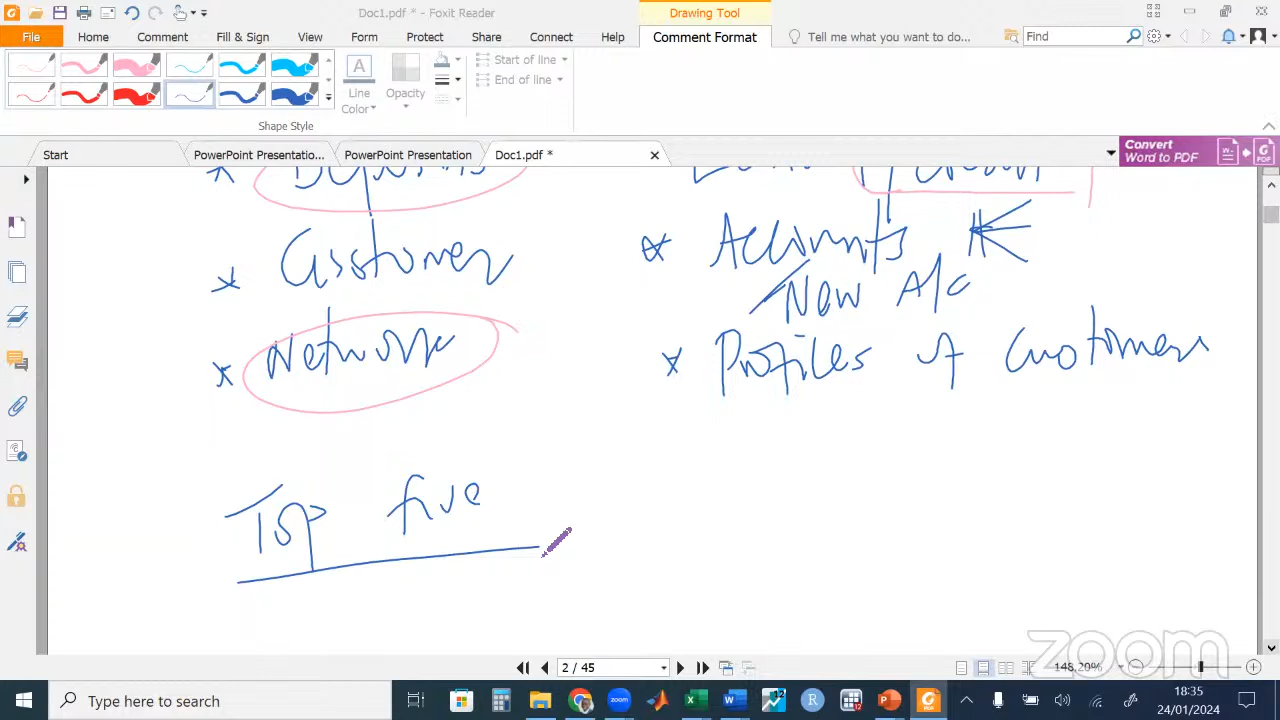 Doc1.pdf * - Foxit Reader
Drawing Tool
File
Home
Comment
Fill & Sign
View
Form
Protect
Share
Connect
Help
Comment Format
Tell me what you want to do...
Find
Line
Color
Opacity
Start of line
End of line
Shape Style
Start
PowerPoint Presentatio...
PowerPoint Presentation
Doc1.pdf *
Convert
Word to PDF
Deposits
* Customer
* Network
* Accounts
New A/c
* Profiles of customers
Top five
zoom
2 / 45
148.20%
Type here to search
18:35
24/01/2024